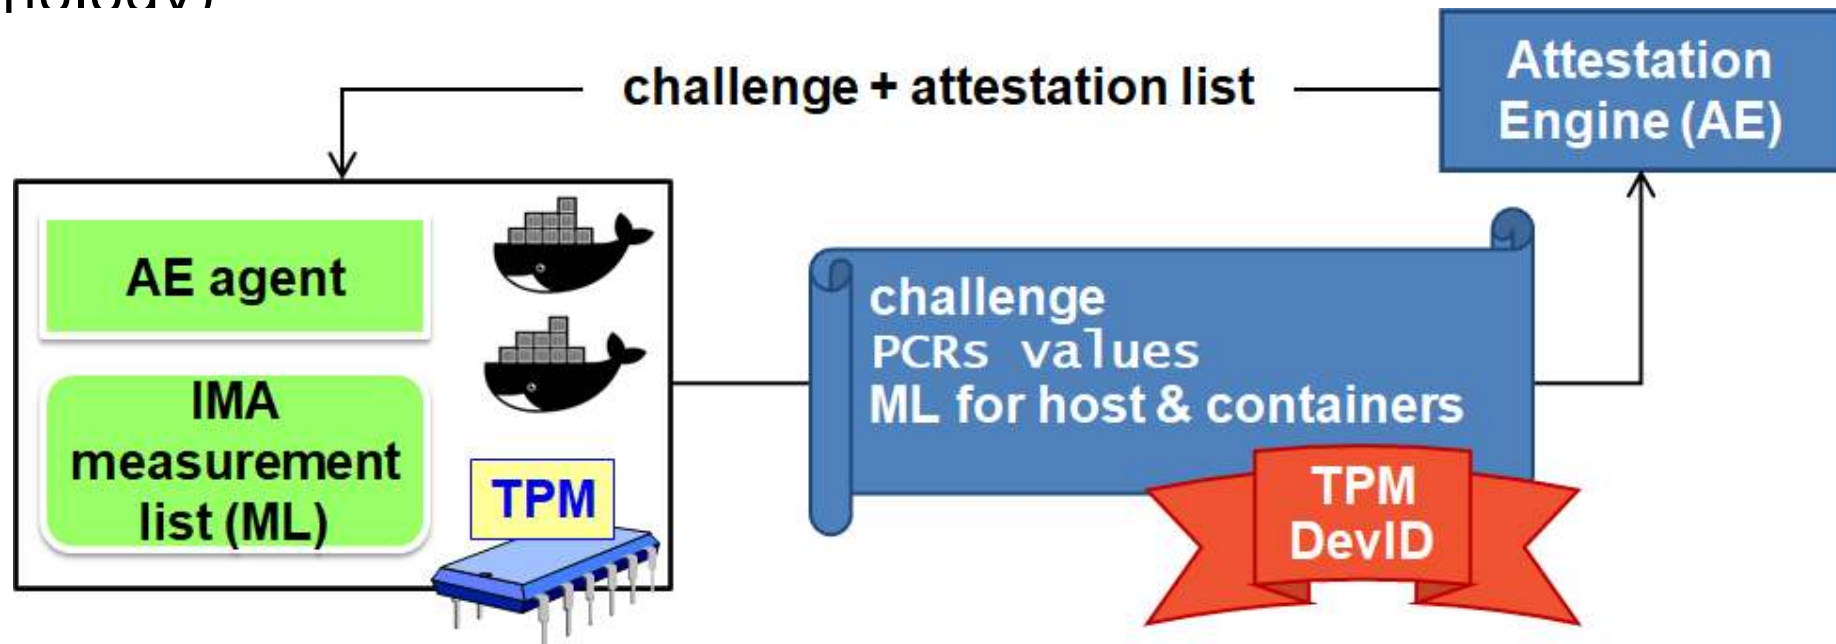 challenge + attestation list
Attestation
Engine (AE)
AE agent
IMA
measurement
list (ML)
TPM
challenge
PCRs values
ML for host & containers
TPM
DevID